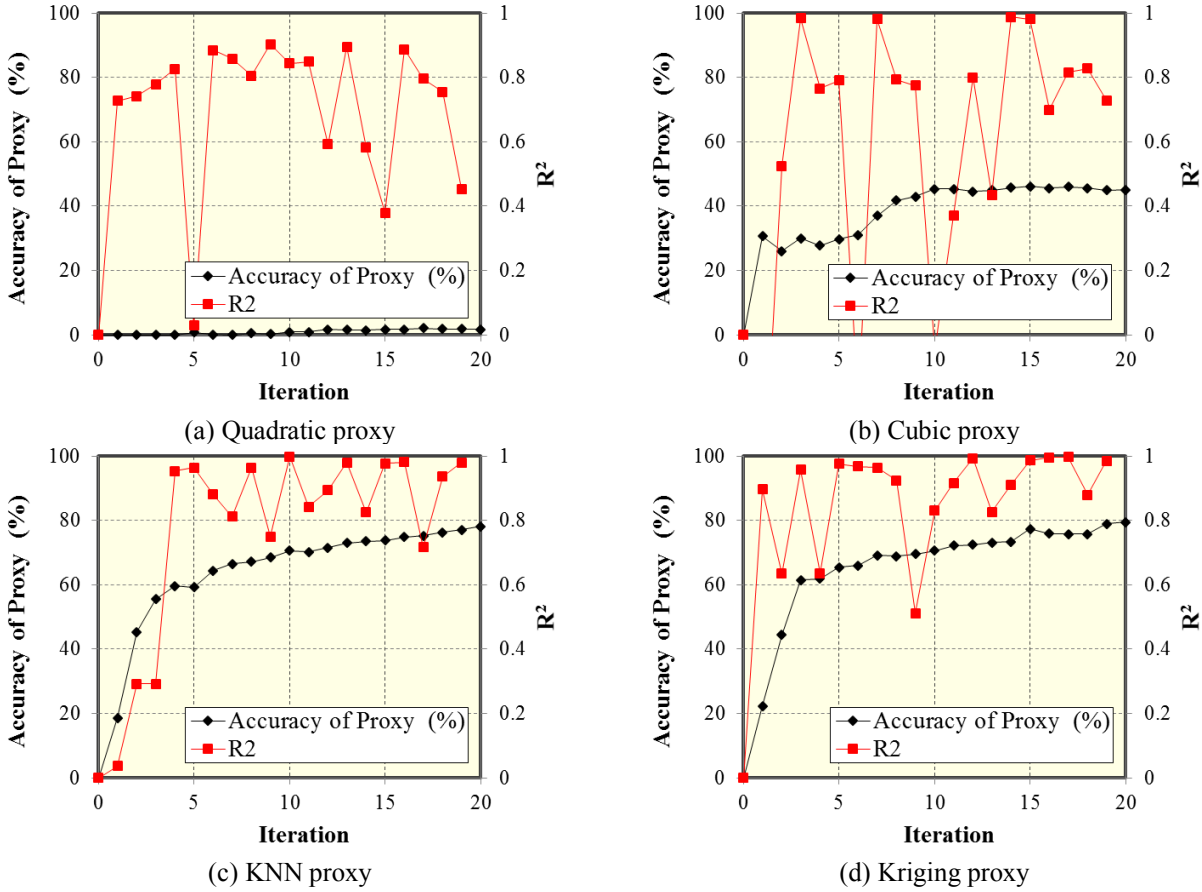 100
80
60
40
20
0
Accuracy of Proxy (%)
1
0.8
0.6
0.4
0.2
0
R²
Accuracy of Proxy (%)
R2
0
5
10
15
20
Iteration
(a) Quadratic proxy
100
80
60
40
20
0
Accuracy of Proxy (%)
1
0.8
0.6
0.4
0.2
0
R²
Accuracy of Proxy (%)
R2
0
5
10
15
20
Iteration
(b) Cubic proxy
100
80
60
40
20
0
Accuracy of Proxy (%)
1
0.8
0.6
0.4
0.2
0
R²
Accuracy of Proxy (%)
R2
0
5
10
15
20
Iteration
(c) KNN proxy
100
80
60
40
20
0
Accuracy of Proxy (%)
1
0.8
0.6
0.4
0.2
0
R²
Accuracy of Proxy (%)
R2
0
5
10
15
20
Iteration
(d) Kriging proxy